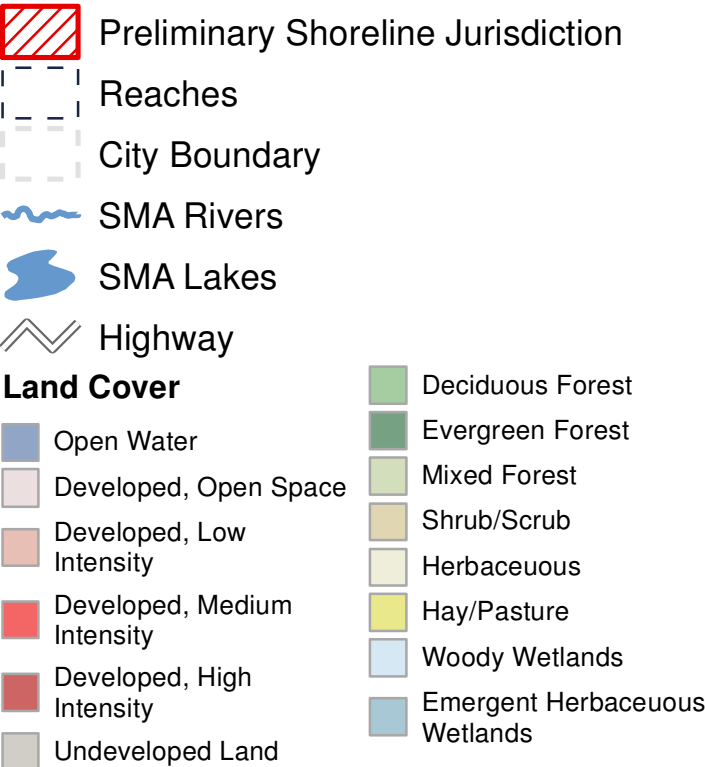 Preliminary Shoreline Jurisdiction
Reaches
City Boundary
SMA Rivers
SMA Lakes
Highway
Land Cover
Open Water
Developed, Open Space
Developed, Low
Intensity
Developed, Medium
Intensity
Developed, High
Intensity
Undeveloped Land
Deciduous Forest
Evergreen Forest
Mixed Forest
Shrub/Scrub
Herbaceuous
Hay/Pasture
Woody Wetlands
Emergent Herbaceuous
Wetlands